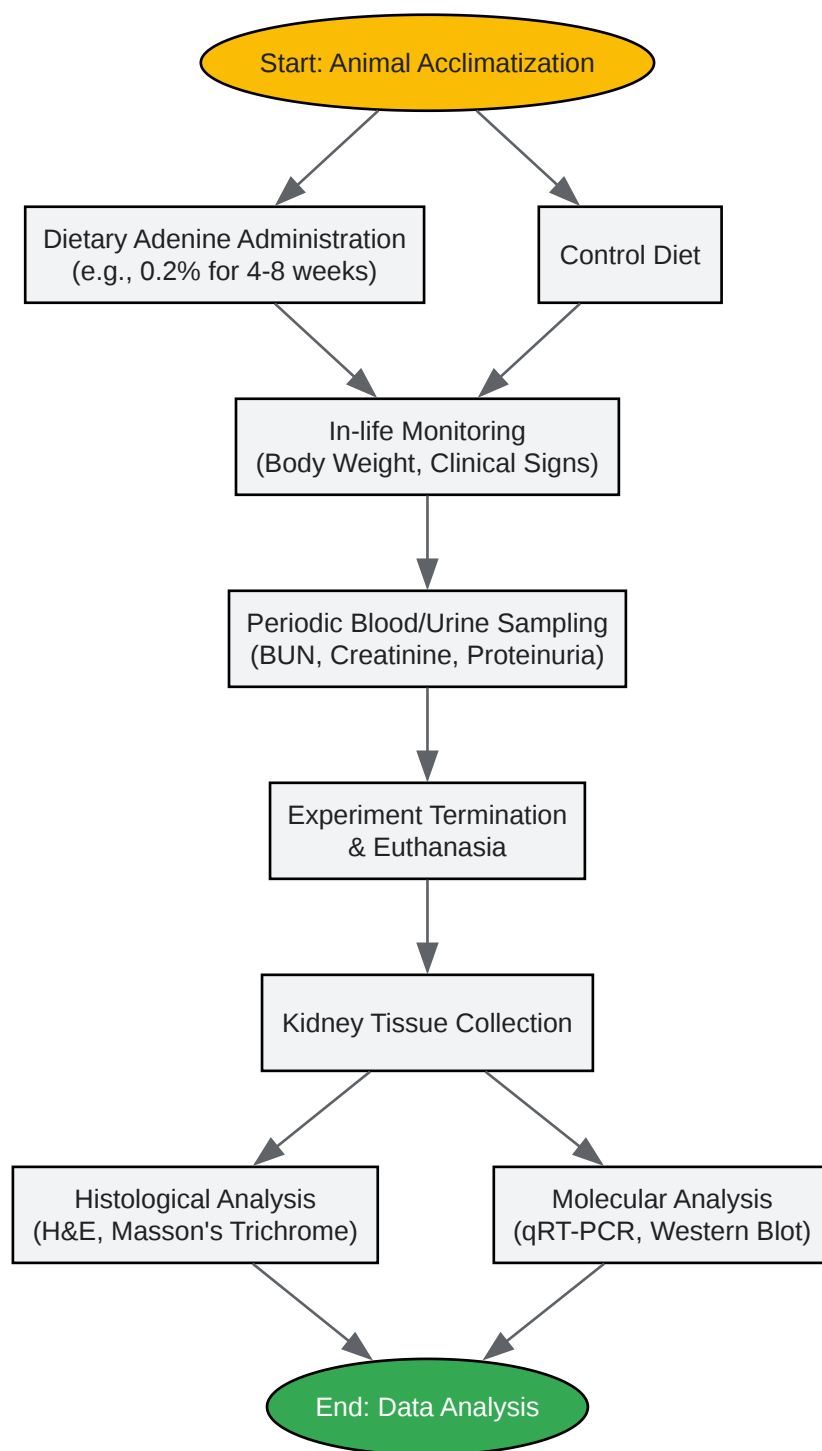 Start: Animal Acclimatization
Dietary Adenine Administration
(e.g., 0.2% for 4-8 weeks)
Control Diet
In-life Monitoring
(Body Weight, Clinical Signs)
Periodic Blood/Urine Sampling
(BUN, Creatinine, Proteinuria)
Experiment Termination
& Euthanasia
Kidney Tissue Collection
Histological Analysis
(H&E, Masson's Trichrome)
Molecular Analysis
(qRT-PCR, Western Blot)
End: Data Analysis